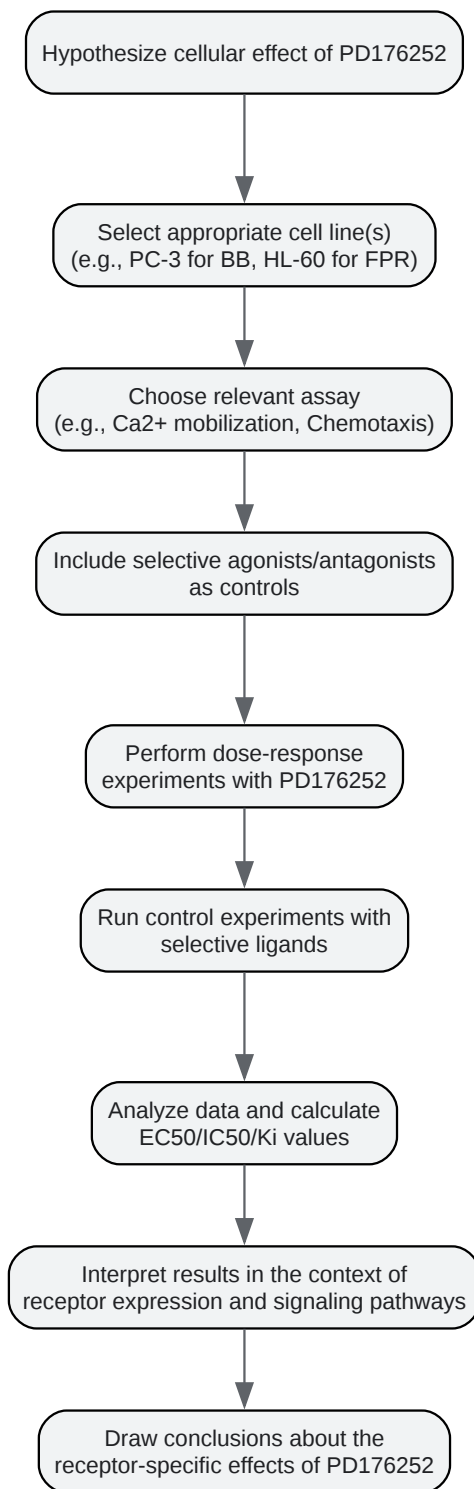 Hypothesize cellular effect of PD176252
Select appropriate cell line(s)
(e.g., PC-3 for BB, HL-60 for FPR)
Choose relevant assay
(e.g., Ca2+ mobilization, Chemotaxis)
Include selective agonists/antagonists
as controls
Perform dose-response
experiments with PD176252
Run control experiments with
selective ligands
Analyze data and calculate
EC50/IC50/Ki values
Interpret results in the context of
receptor expression and signaling pathways
Draw conclusions about the
receptor-specific effects of PD176252